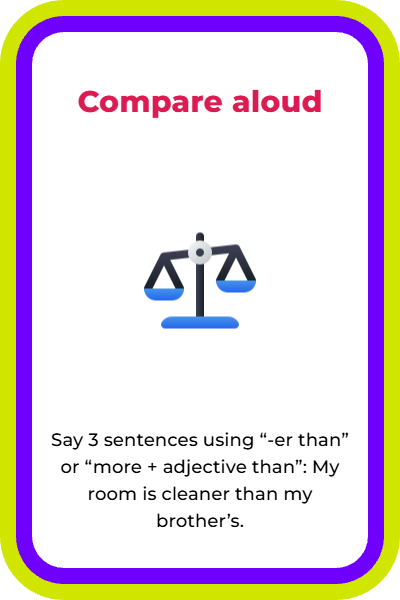 Compare aloud
Say 3 sentences using “-er than”
or “more + adjective than”: My
room is cleaner than my
brother’s.